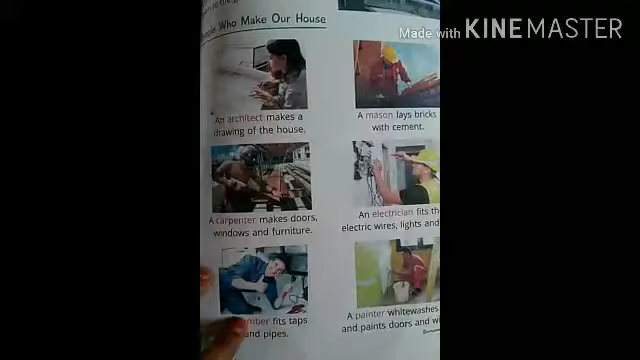 Made with KINEMASTER
Who Make Our House
An architect makes a
drawing of the house.
A mason lays bricks
with cement.
A carpenter makes doors,
windows and furniture.
An electrician fits
electric wires, lights and
fits taps
and pipes.
A painter whitewashes
and paints doors and